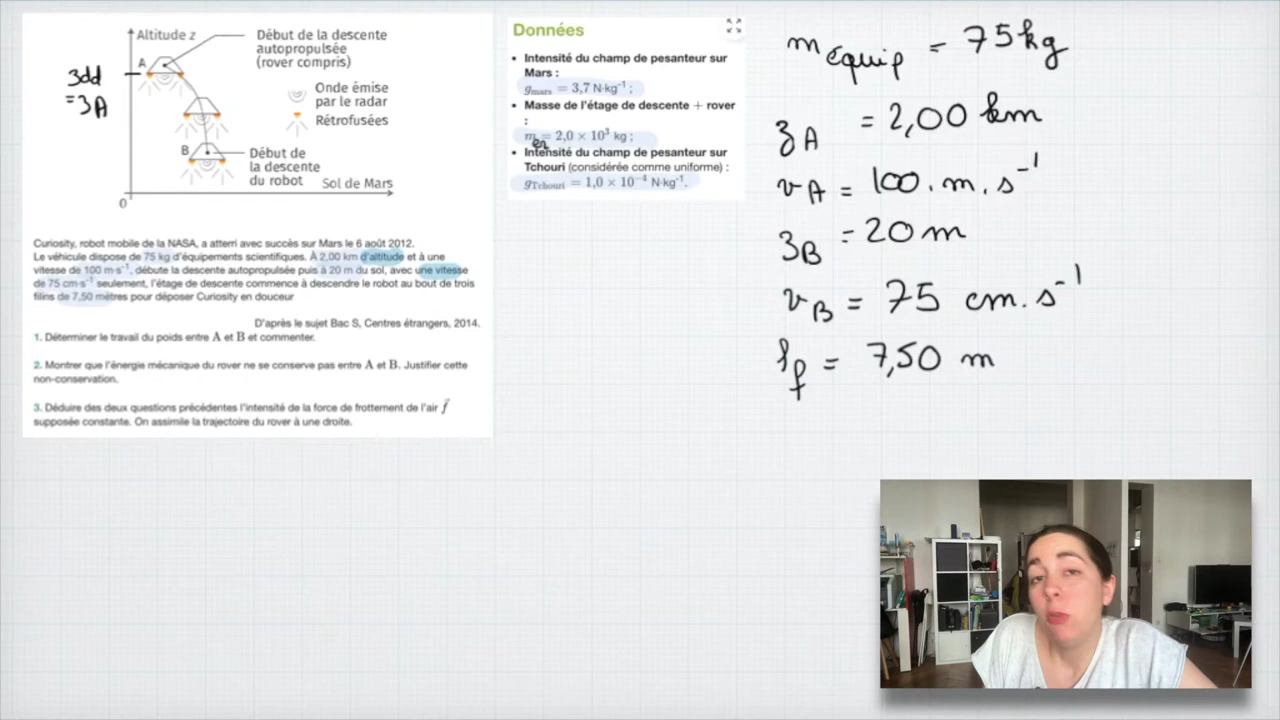 Altitude z
A
Début de la descente
autopropulsée
(rover compris)
zdd
= zA
Onde émise
par le radar
Rétrofusées
B
Début de
la descente
du robot
Sol de Mars
0
Curiosity, robot mobile de la NASA, a atterri avec succès sur Mars le 6 août 2012.
Le véhicule dispose de 75 kg d'équipements scientifiques. À 2,00 km d'altitude et à une
vitesse de 100 m·s⁻¹, débute la descente autopropulsée puis à 20 m du sol, avec une vitesse
de 75 cm·s⁻¹ seulement, l'étage de descente commence à descendre le robot au bout de trois
filins de 7,50 mètres pour déposer Curiosity en douceur
D'après le sujet Bac S, Centres étrangers, 2014.
1. Déterminer le travail du poids entre A et B et commenter.
2. Montrer que l'énergie mécanique du rover ne se conserve pas entre A et B. Justifier cette
non-conservation.
3. Déduire des deux questions précédentes l'intensité de la force de frottement de l'air f⃗
supposée constante. On assimile la trajectoire du rover à une droite.
Données
• Intensité du champ de pesanteur sur
Mars :
g_mars = 3,7 N·kg⁻¹ ;
• Masse de l'étage de descente + rover
:
m_er = 2,0 × 10³ kg ;
• Intensité du champ de pesanteur sur
Tchouri (considérée comme uniforme) :
g_Tchouri = 1,0 × 10⁻⁴ N·kg⁻¹.
m équip = 75 kg
zA = 2,00 km
vA = 100. m. s⁻¹
zB = 20 m
vB = 75 cm. s⁻¹
lf = 7,50 m